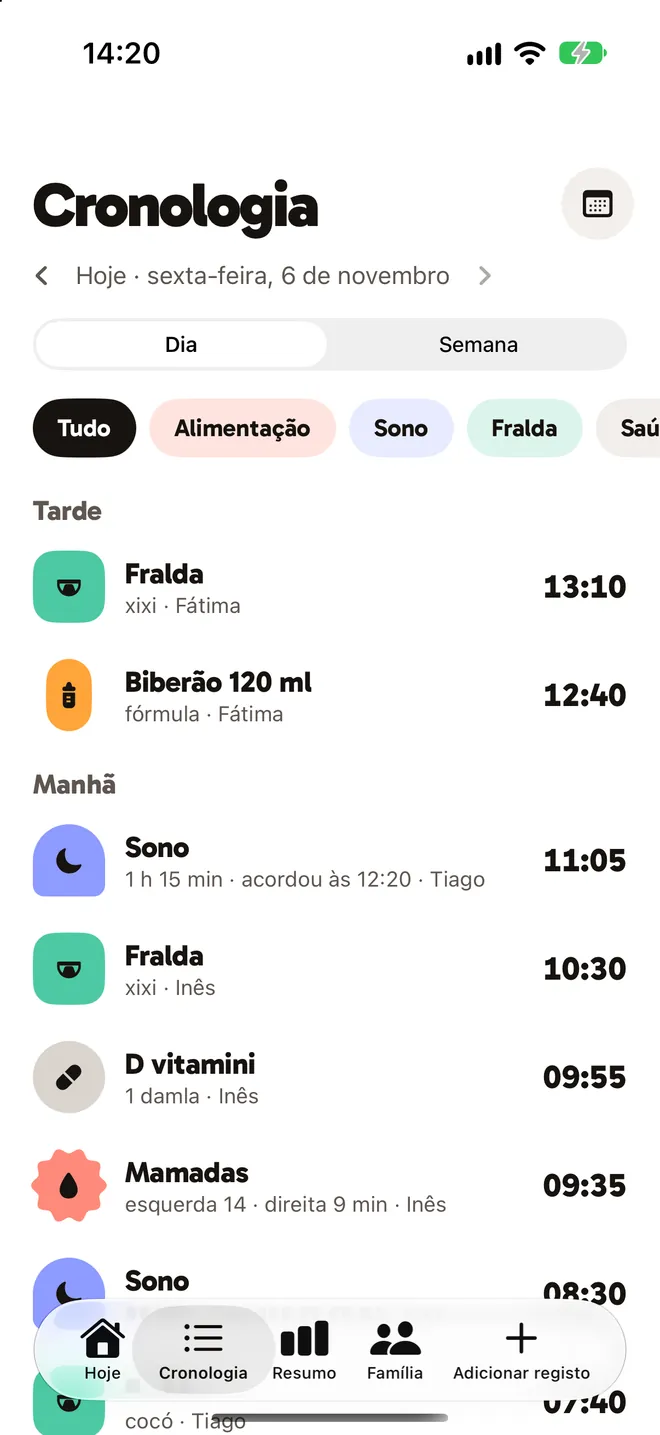 14:20
Cronologia
Hoje · sexta-feira, 6 de novembro
Dia Semana
Tudo Alimentação Sono Fralda Saú
Tarde
Fralda 13:10
xixi · Fátima
Biberão 120 ml 12:40
fórmula · Fátima
Manhã
Sono 11:05
1 h 15 min · acordou às 12:20 · Tiago
Fralda 10:30
xixi · Inês
D vitamini 09:55
1 damla · Inês
Mamadas 09:35
esquerda 14 · direita 9 min · Inês
Sono 08:30
Hoje Cronologia Resumo Família Adicionar registo
07:40
cocó · Tiago